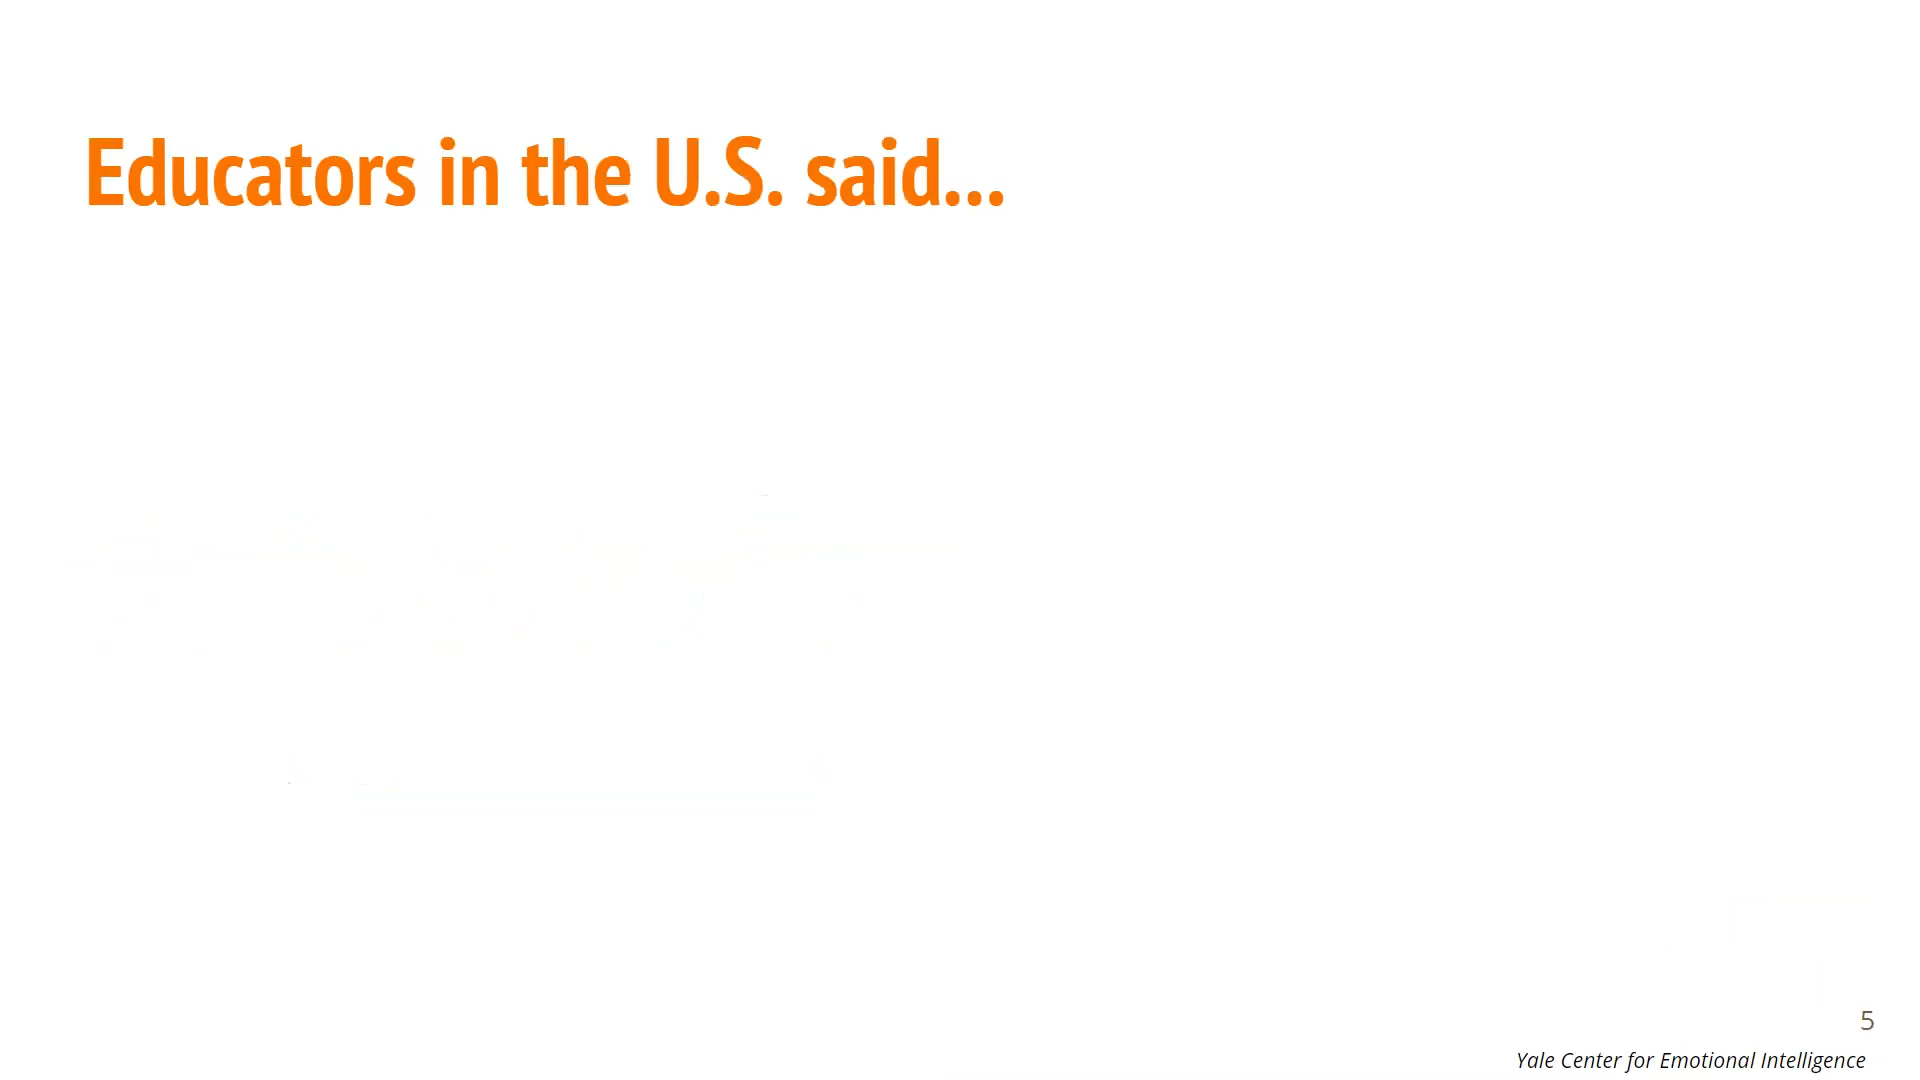 Educators in the U.S. said...
5
Yale Center for Emotional Intelligence